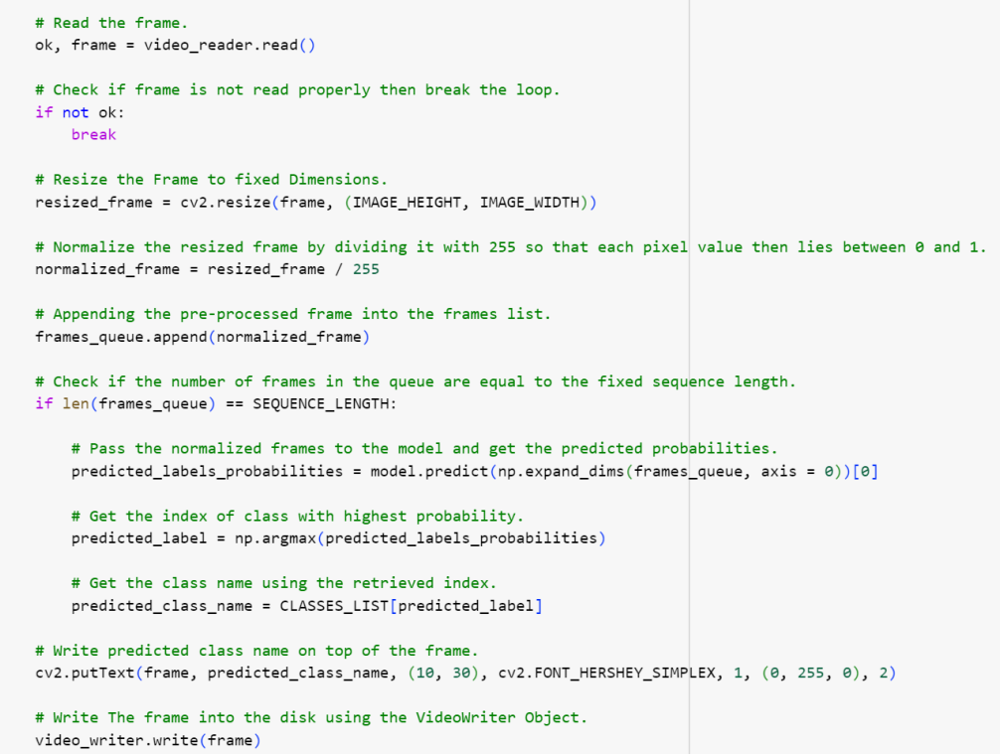 # Read the frame.
ok, frame = video_reader.read()
# Check if frame is not read properly then break the loop.
if not ok:
break
# Resize the Frame to fixed Dimensions.
resized_frame = cv2.resize(frame, (IMAGE_HEIGHT, IMAGE_WIDTH))
# Normalize the resized frame by dividing it with 255 so that each pixel value then lies between 0 and 1.
normalized_frame = resized_frame / 255
# Appending the pre-processed frame into the frames list.
frames_queue.append(normalized_frame)
# Check if the number of frames in the queue are equal to the fixed sequence length.
if len(frames_queue) == SEQUENCE_LENGTH:
# Pass the normalized frames to the model and get the predicted probabilities.
predicted_labels_probabilities = model.predict(np.expand_dims(frames_queue, axis = 0))[0]
# Get the index of class with highest probability.
predicted_label = np.argmax(predicted_labels_probabilities)
# Get the class name using the retrieved index.
predicted_class_name = CLASSES_LIST[predicted_label]
# Write predicted class name on top of the frame.
cv2.putText(frame, predicted_class_name, (10, 30), cv2.FONT_HERSHEY_SIMPLEX, 1, (0, 255, 0), 2)
# Write The frame into the disk using the VideoWriter Object.
video_writer.write(frame)